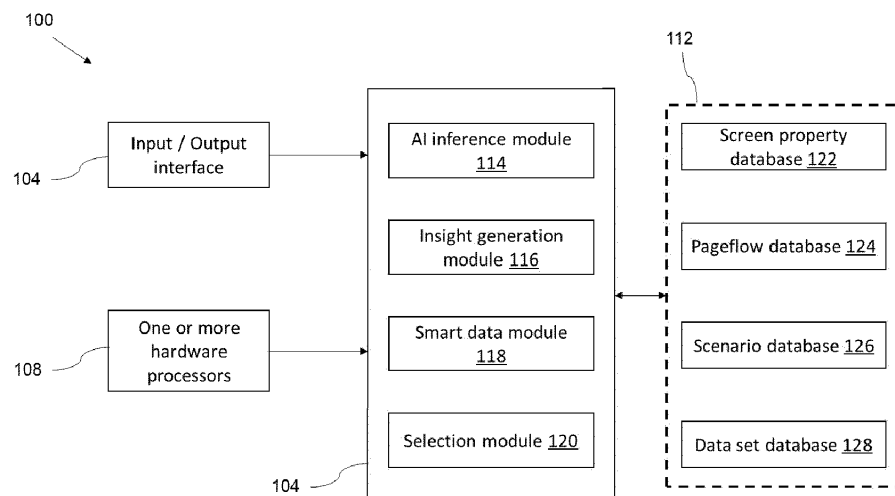 100
112
Input / Output
interface
104
One or more
hardware
processors
108
AI inference module
114
Insight generation
module 116
Smart data module
118
Selection module 120
104
Screen property
database 122
Pageflow database 124
Scenario database 126
Data set database 128